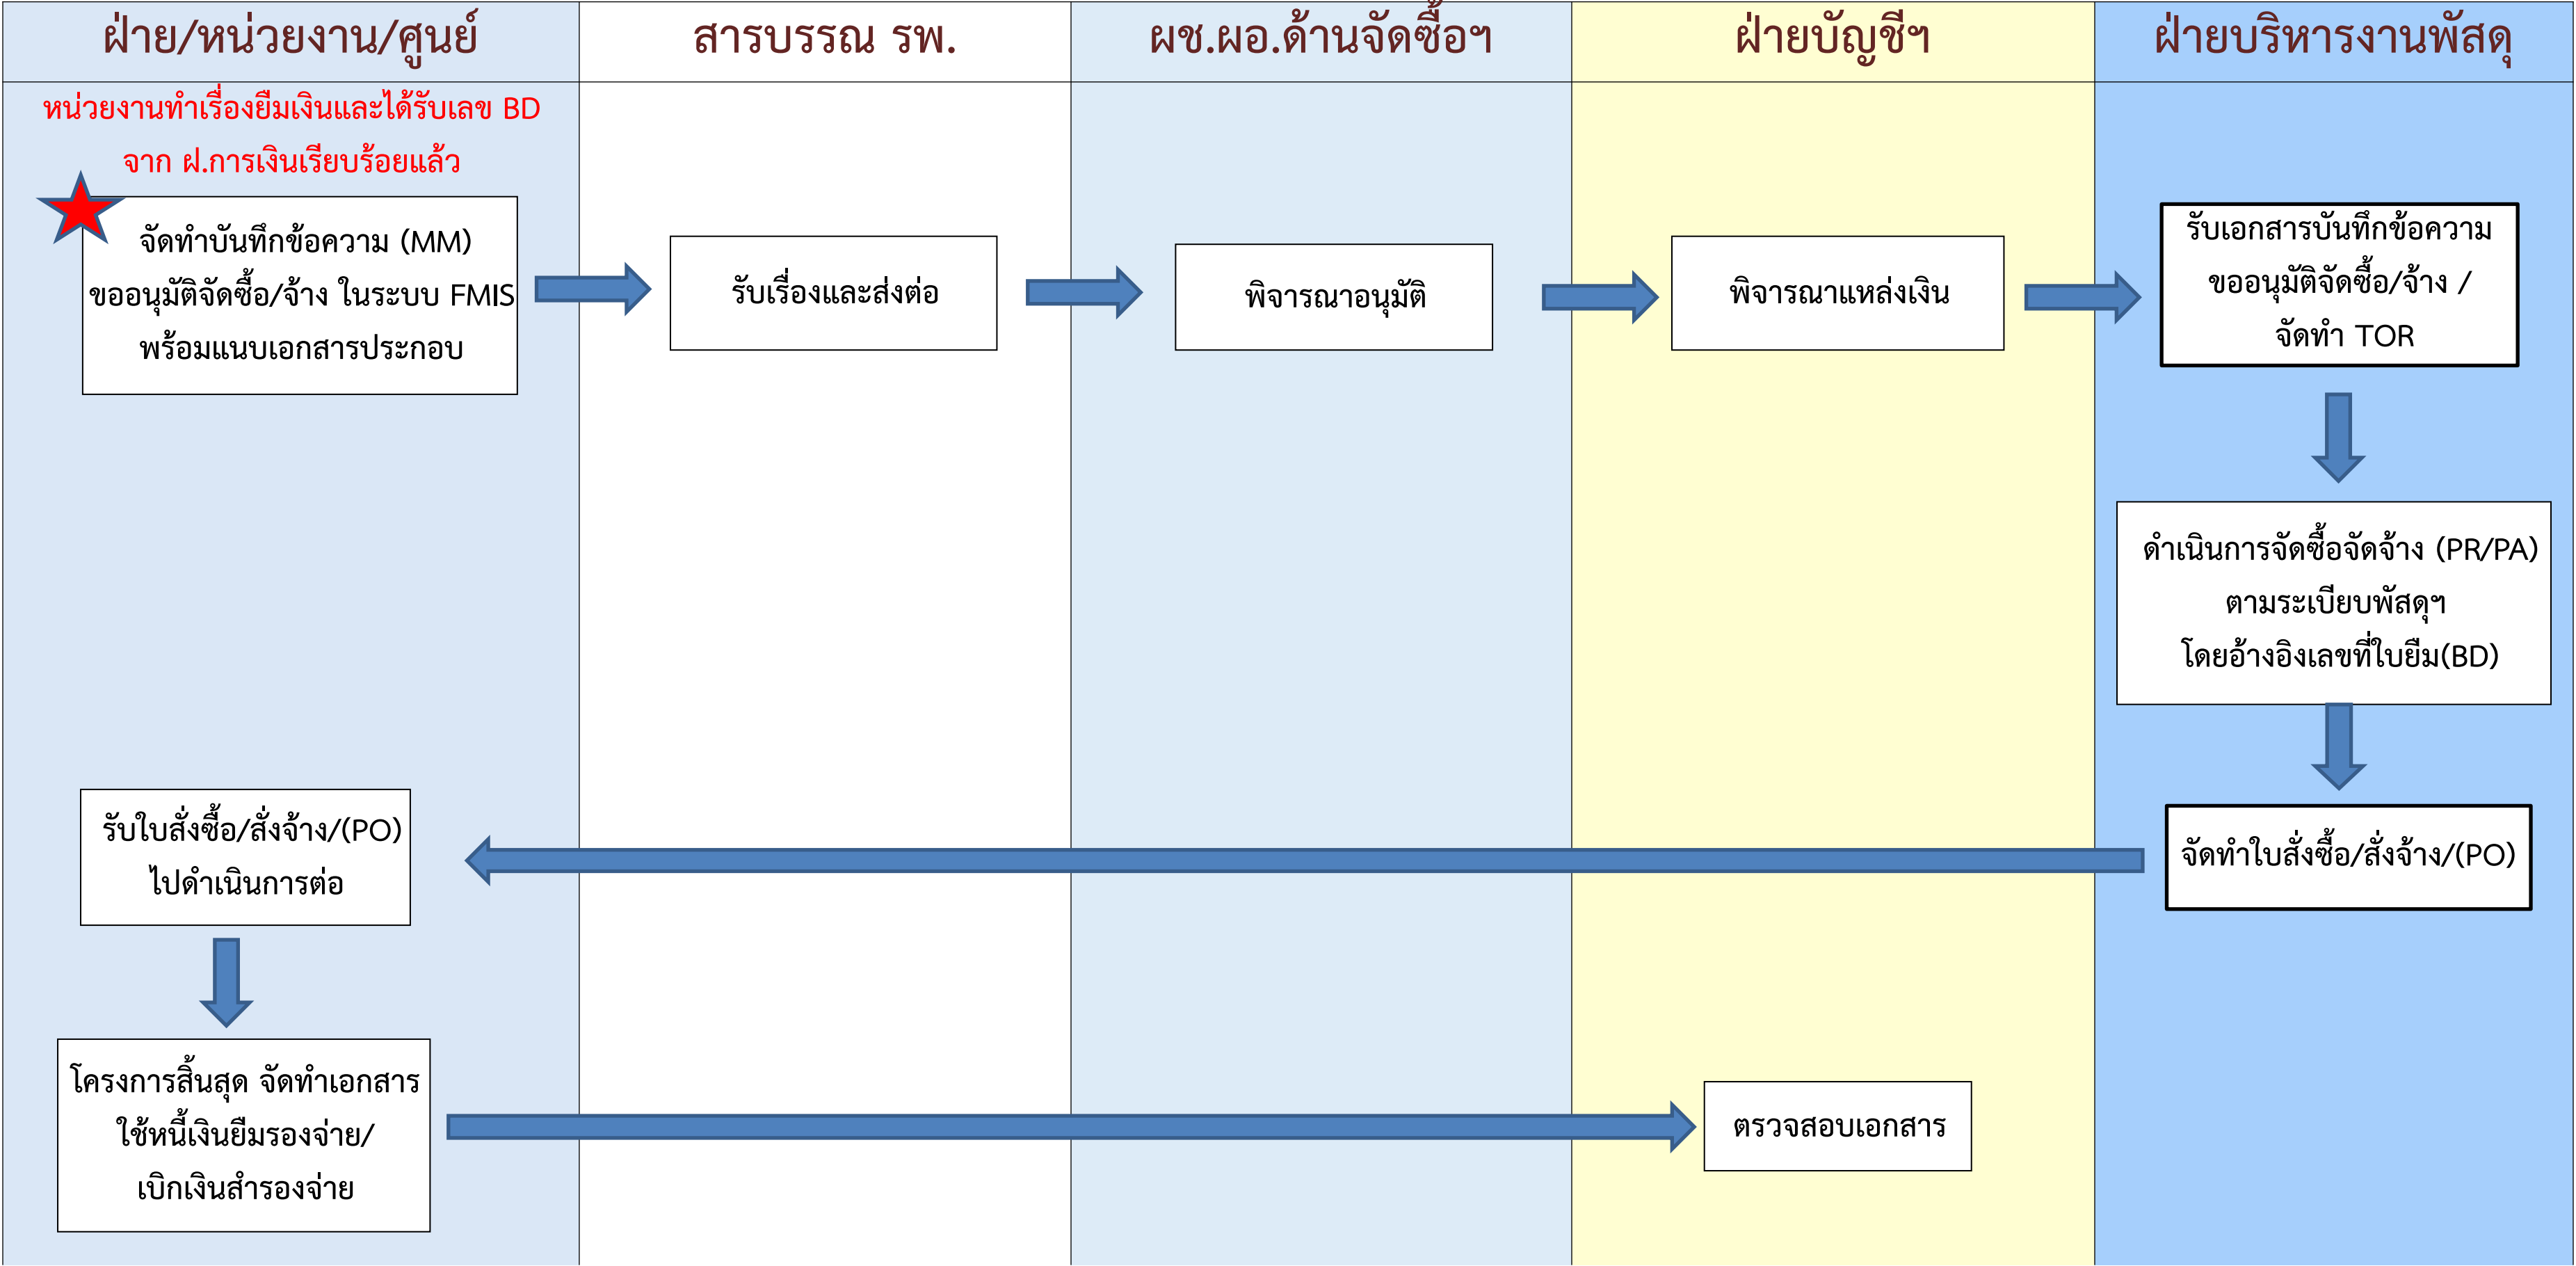 ฝ่าย/หน่วยงาน/ศูนย์
สารบรรณ รพ.
ผช.ผอ.ด้านจัดซื้อฯ
ฝ่ายบัญชีฯ
ฝ่ายบริหารงานพัสดุ
หน่วยงานทำเรื่องยืมเงินและได้รับเลข BD
จาก ฝ.การเงินเรียบร้อยแล้ว
จัดทำบันทึกข้อความ (MM)
ขออนุมัติจัดซื้อ/จ้าง ในระบบ FMIS
พร้อมแนบเอกสารประกอบ
รับเรื่องและส่งต่อ
พิจารณาอนุมัติ
พิจารณาแหล่งเงิน
รับเอกสารบันทึกข้อความ
ขออนุมัติจัดซื้อ/จ้าง /
จัดทำ TOR
ดำเนินการจัดซื้อจัดจ้าง (PR/PA)
ตามระเบียบพัสดุฯ
โดยอ้างอิงเลขที่ใบยืม(BD)
จัดทำใบสั่งซื้อ/สั่งจ้าง/(PO)
รับใบสั่งซื้อ/สั่งจ้าง/(PO)
ไปดำเนินการต่อ
โครงการสิ้นสุด จัดทำเอกสาร
ใช้หนี้เงินยืมรองจ่าย/
เบิกเงินสำรองจ่าย
ตรวจสอบเอกสาร